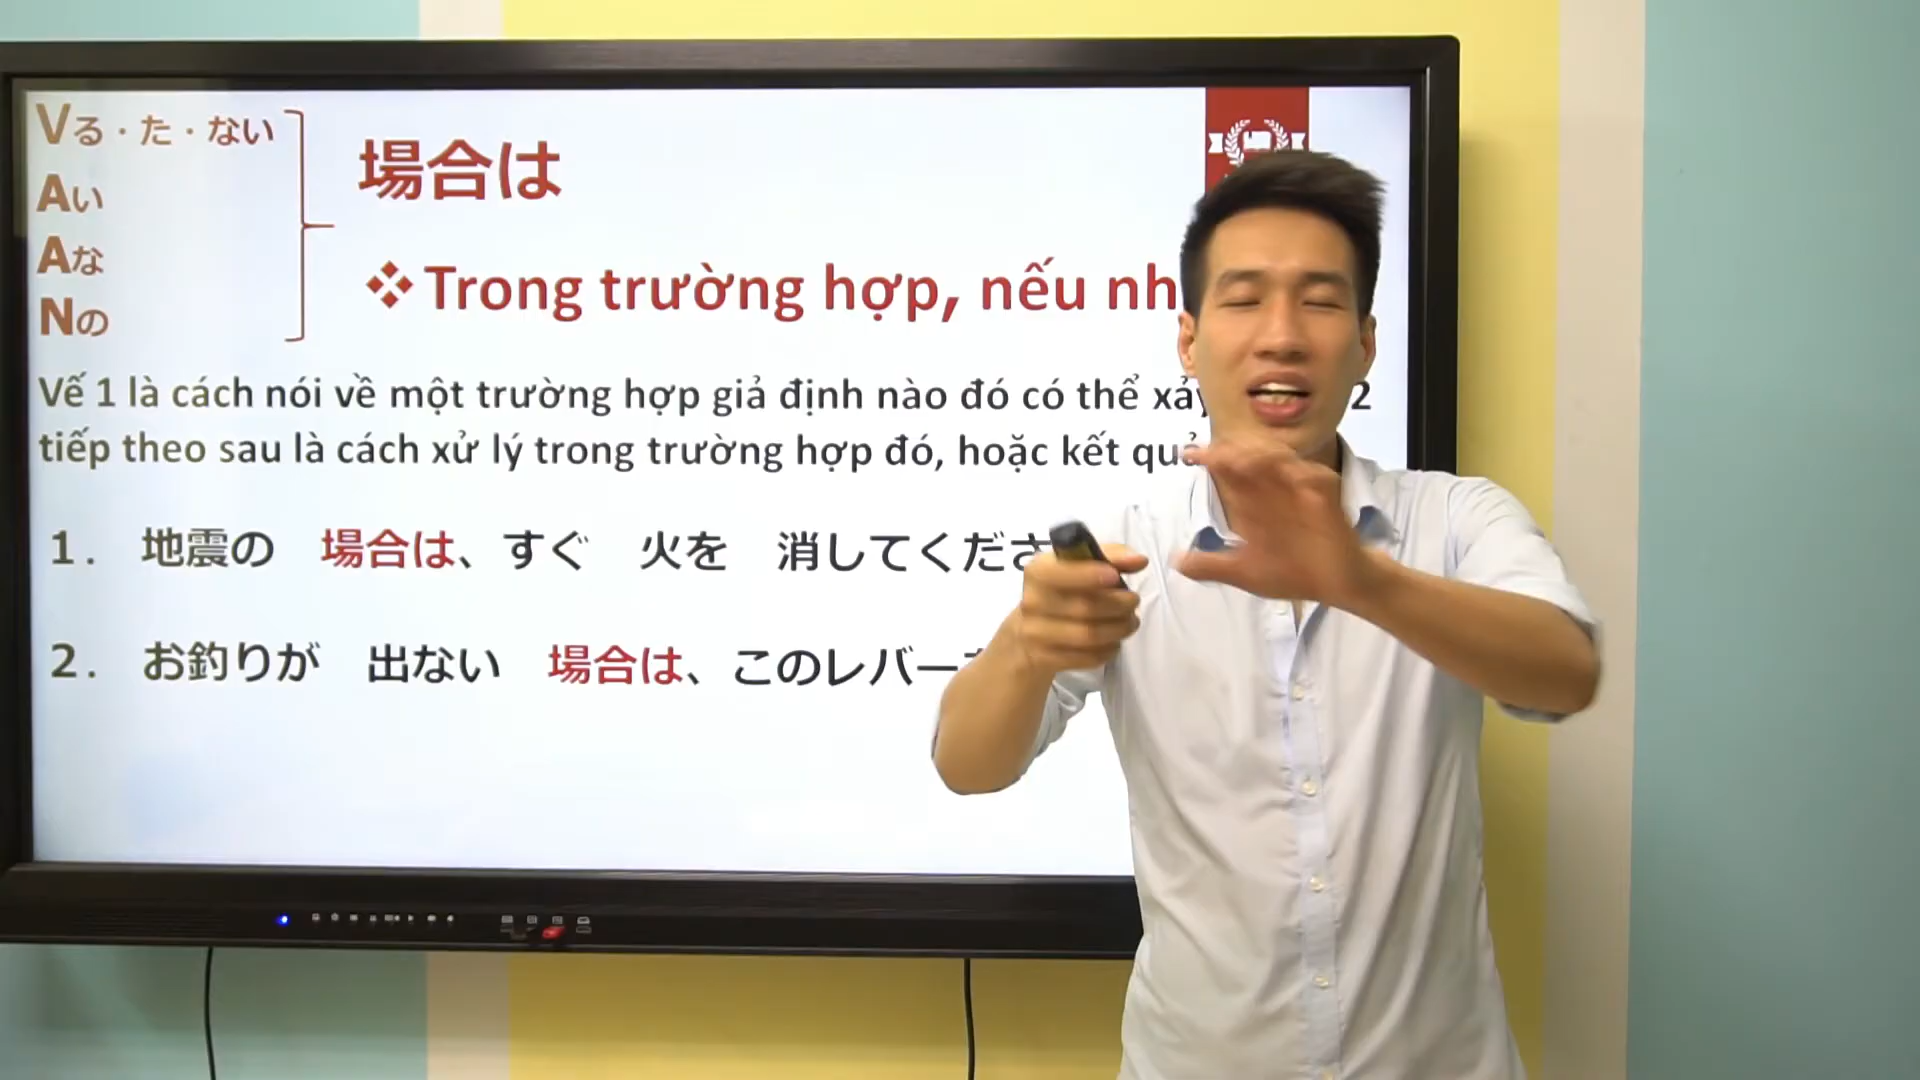 Vる・た・ない
Aい
Aな
Nの
場合は
❖Trong trường hợp, nếu
Vế 1 là cách nói về một trường hợp giả định nào đó có thể 2
tiếp theo sau là cách xử lý trong trường hợp đó, hoặc kết
1. 地震の 場合は、すぐ 火を 消してくださ
2. お釣りが 出ない 場合は、このレバー